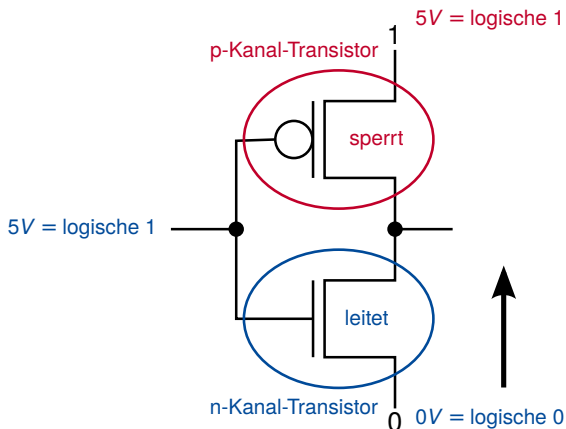 5V = logische 1
1
p-Kanal-Transistor
sperrt
5V = logische 1
leitet
n-Kanal-Transistor
0
0V = logische 0